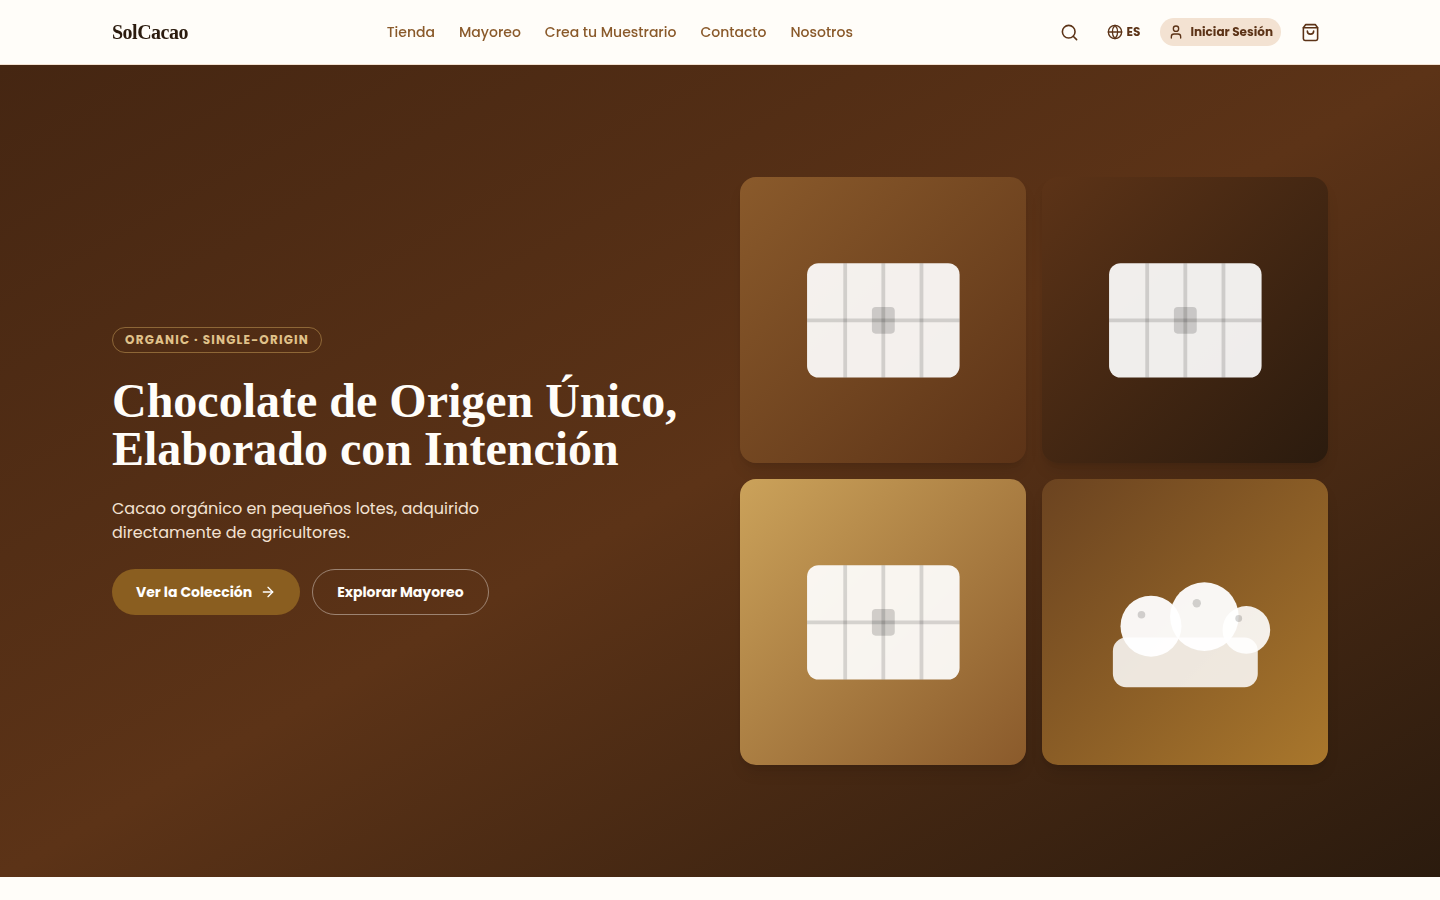 SolCacao
Tienda
Mayoreo
Crea tu Muestrario
Contacto
Nosotros
ES
Iniciar Sesión
ORGANIC · SINGLE-ORIGIN
Chocolate de Origen Único,
Elaborado con Intención
Cacao orgánico en pequeños lotes, adquirido
directamente de agricultores.
Ver la Colección
Explorar Mayoreo